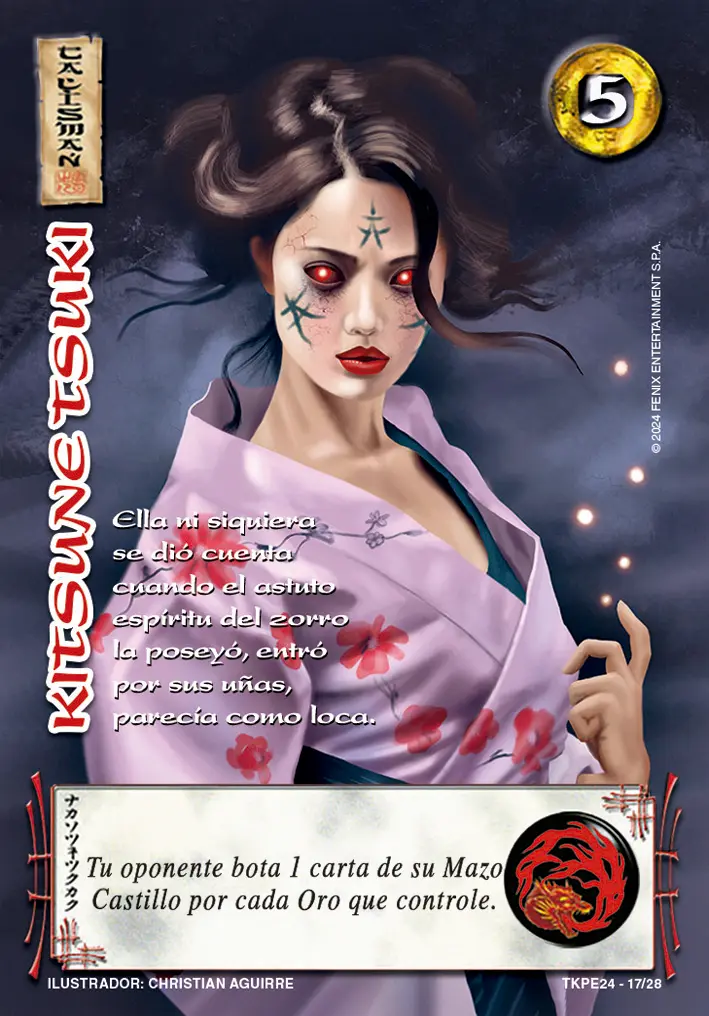 TALISMAN
5
KITSUNE TSUKI
© 2024 FENIX ENTERTAINMENT S.P.A.
Ella ni siquiera
se dió cuenta
cuando el astuto
espíritu del zorro
la poseyó, entró
por sus uñas,
parecía como loca.
Tu oponente bota 1 carta de su Mazo
Castillo por cada Oro que controle.
ILUSTRADOR: CHRISTIAN AGUIRRE
TKPE24 - 17/28